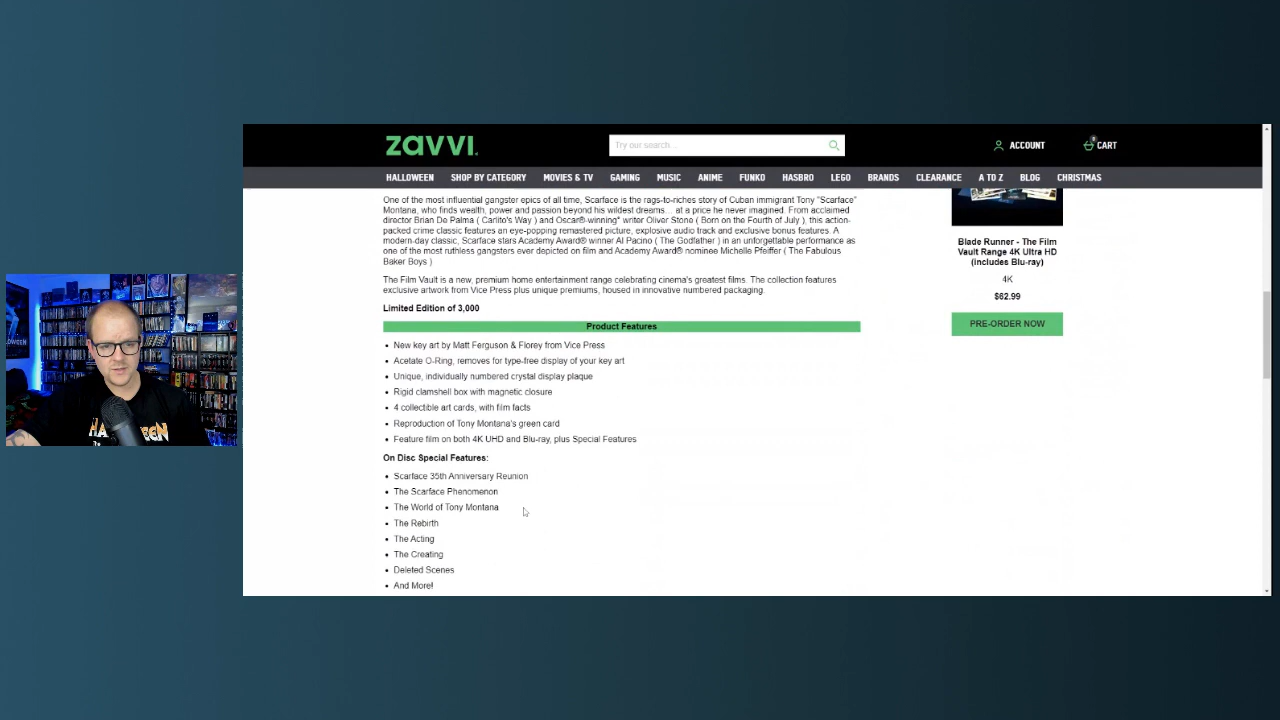 zavvi.
Try our search...
ACCOUNT
0
CART
HALLOWEEN SHOP BY CATEGORY MOVIES & TV GAMING MUSIC ANIME FUNKO HASBRO LEGO BRANDS CLEARANCE A TO Z BLOG CHRISTMAS
One of the most influential gangster epics of all time, Scarface is the rags-to-riches story of Cuban immigrant Tony "Scarface"
Montana, who finds wealth, power and passion beyond his wildest dreams... at a price he never imagined. From acclaimed
director Brian De Palma ( Carlito's Way ) and Oscar®-winning* writer Oliver Stone ( Born on the Fourth of July ), this action-
packed crime classic features an eye-popping remastered picture, explosive audio track and exclusive bonus features. A
modern-day classic, Scarface stars Academy Award® winner Al Pacino ( The Godfather ) in an unforgettable performance as
one of the most ruthless gangsters ever depicted on film and Academy Award® nominee Michelle Pfeiffer ( The Fabulous
Baker Boys )
The Film Vault is a new, premium home entertainment range celebrating cinema's greatest films. The collection features
exclusive artwork from Vice Press plus unique premiums, housed in innovative numbered packaging.
Limited Edition of 3,000
Product Features
• New key art by Matt Ferguson & Florey from Vice Press
• Acetate O-Ring, removes for type-free display of your key art
• Unique, individually numbered crystal display plaque
• Rigid clamshell box with magnetic closure
• 4 collectible art cards, with film facts
• Reproduction of Tony Montana's green card
• Feature film on both 4K UHD and Blu-ray, plus Special Features
On Disc Special Features:
• Scarface 35th Anniversary Reunion
• The Scarface Phenomenon
• The World of Tony Montana
• The Rebirth
• The Acting
• The Creating
• Deleted Scenes
• And More!
Blade Runner - The Film
Vault Range 4K Ultra HD
(includes Blu-ray)
4K
$62.99
PRE-ORDER NOW